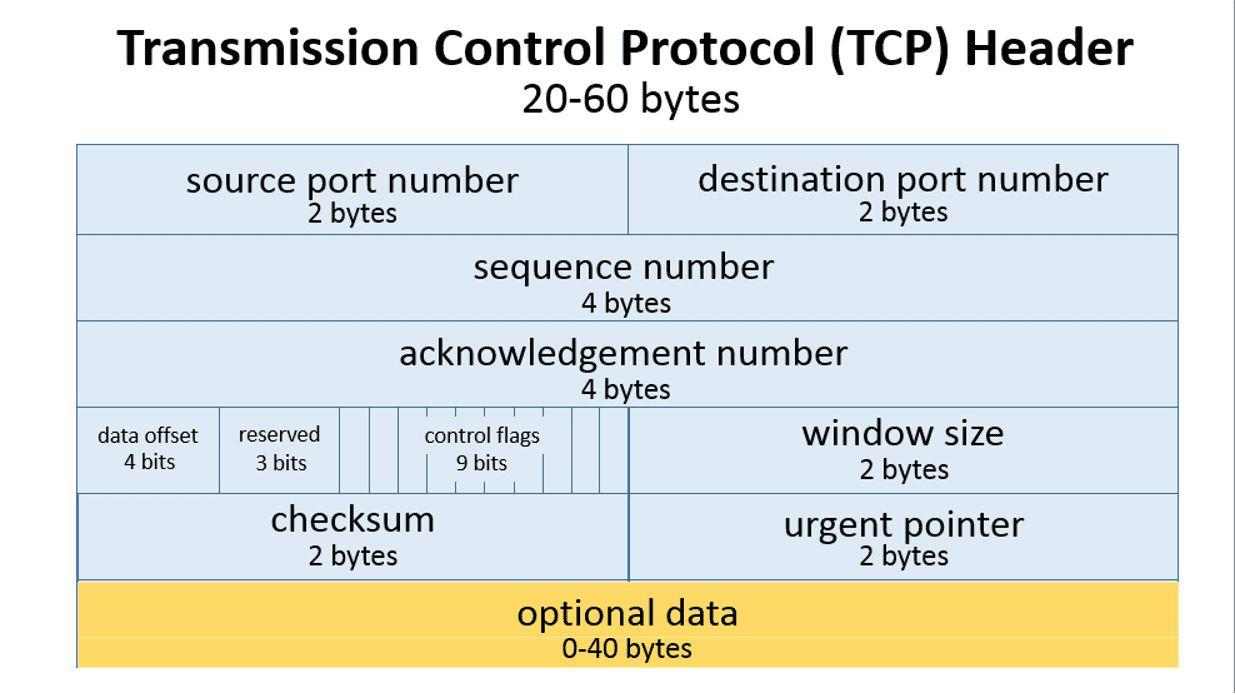 Transmission Control Protocol (TCP) Header
20-60 bytes
source port number
2 bytes
destination port number
2 bytes
sequence number
4 bytes
acknowledgement number
4 bytes
data offset
4 bits
reserved
3 bits
control flags
9 bits
window size
2 bytes
checksum
2 bytes
urgent pointer
2 bytes
optional data
0-40 bytes